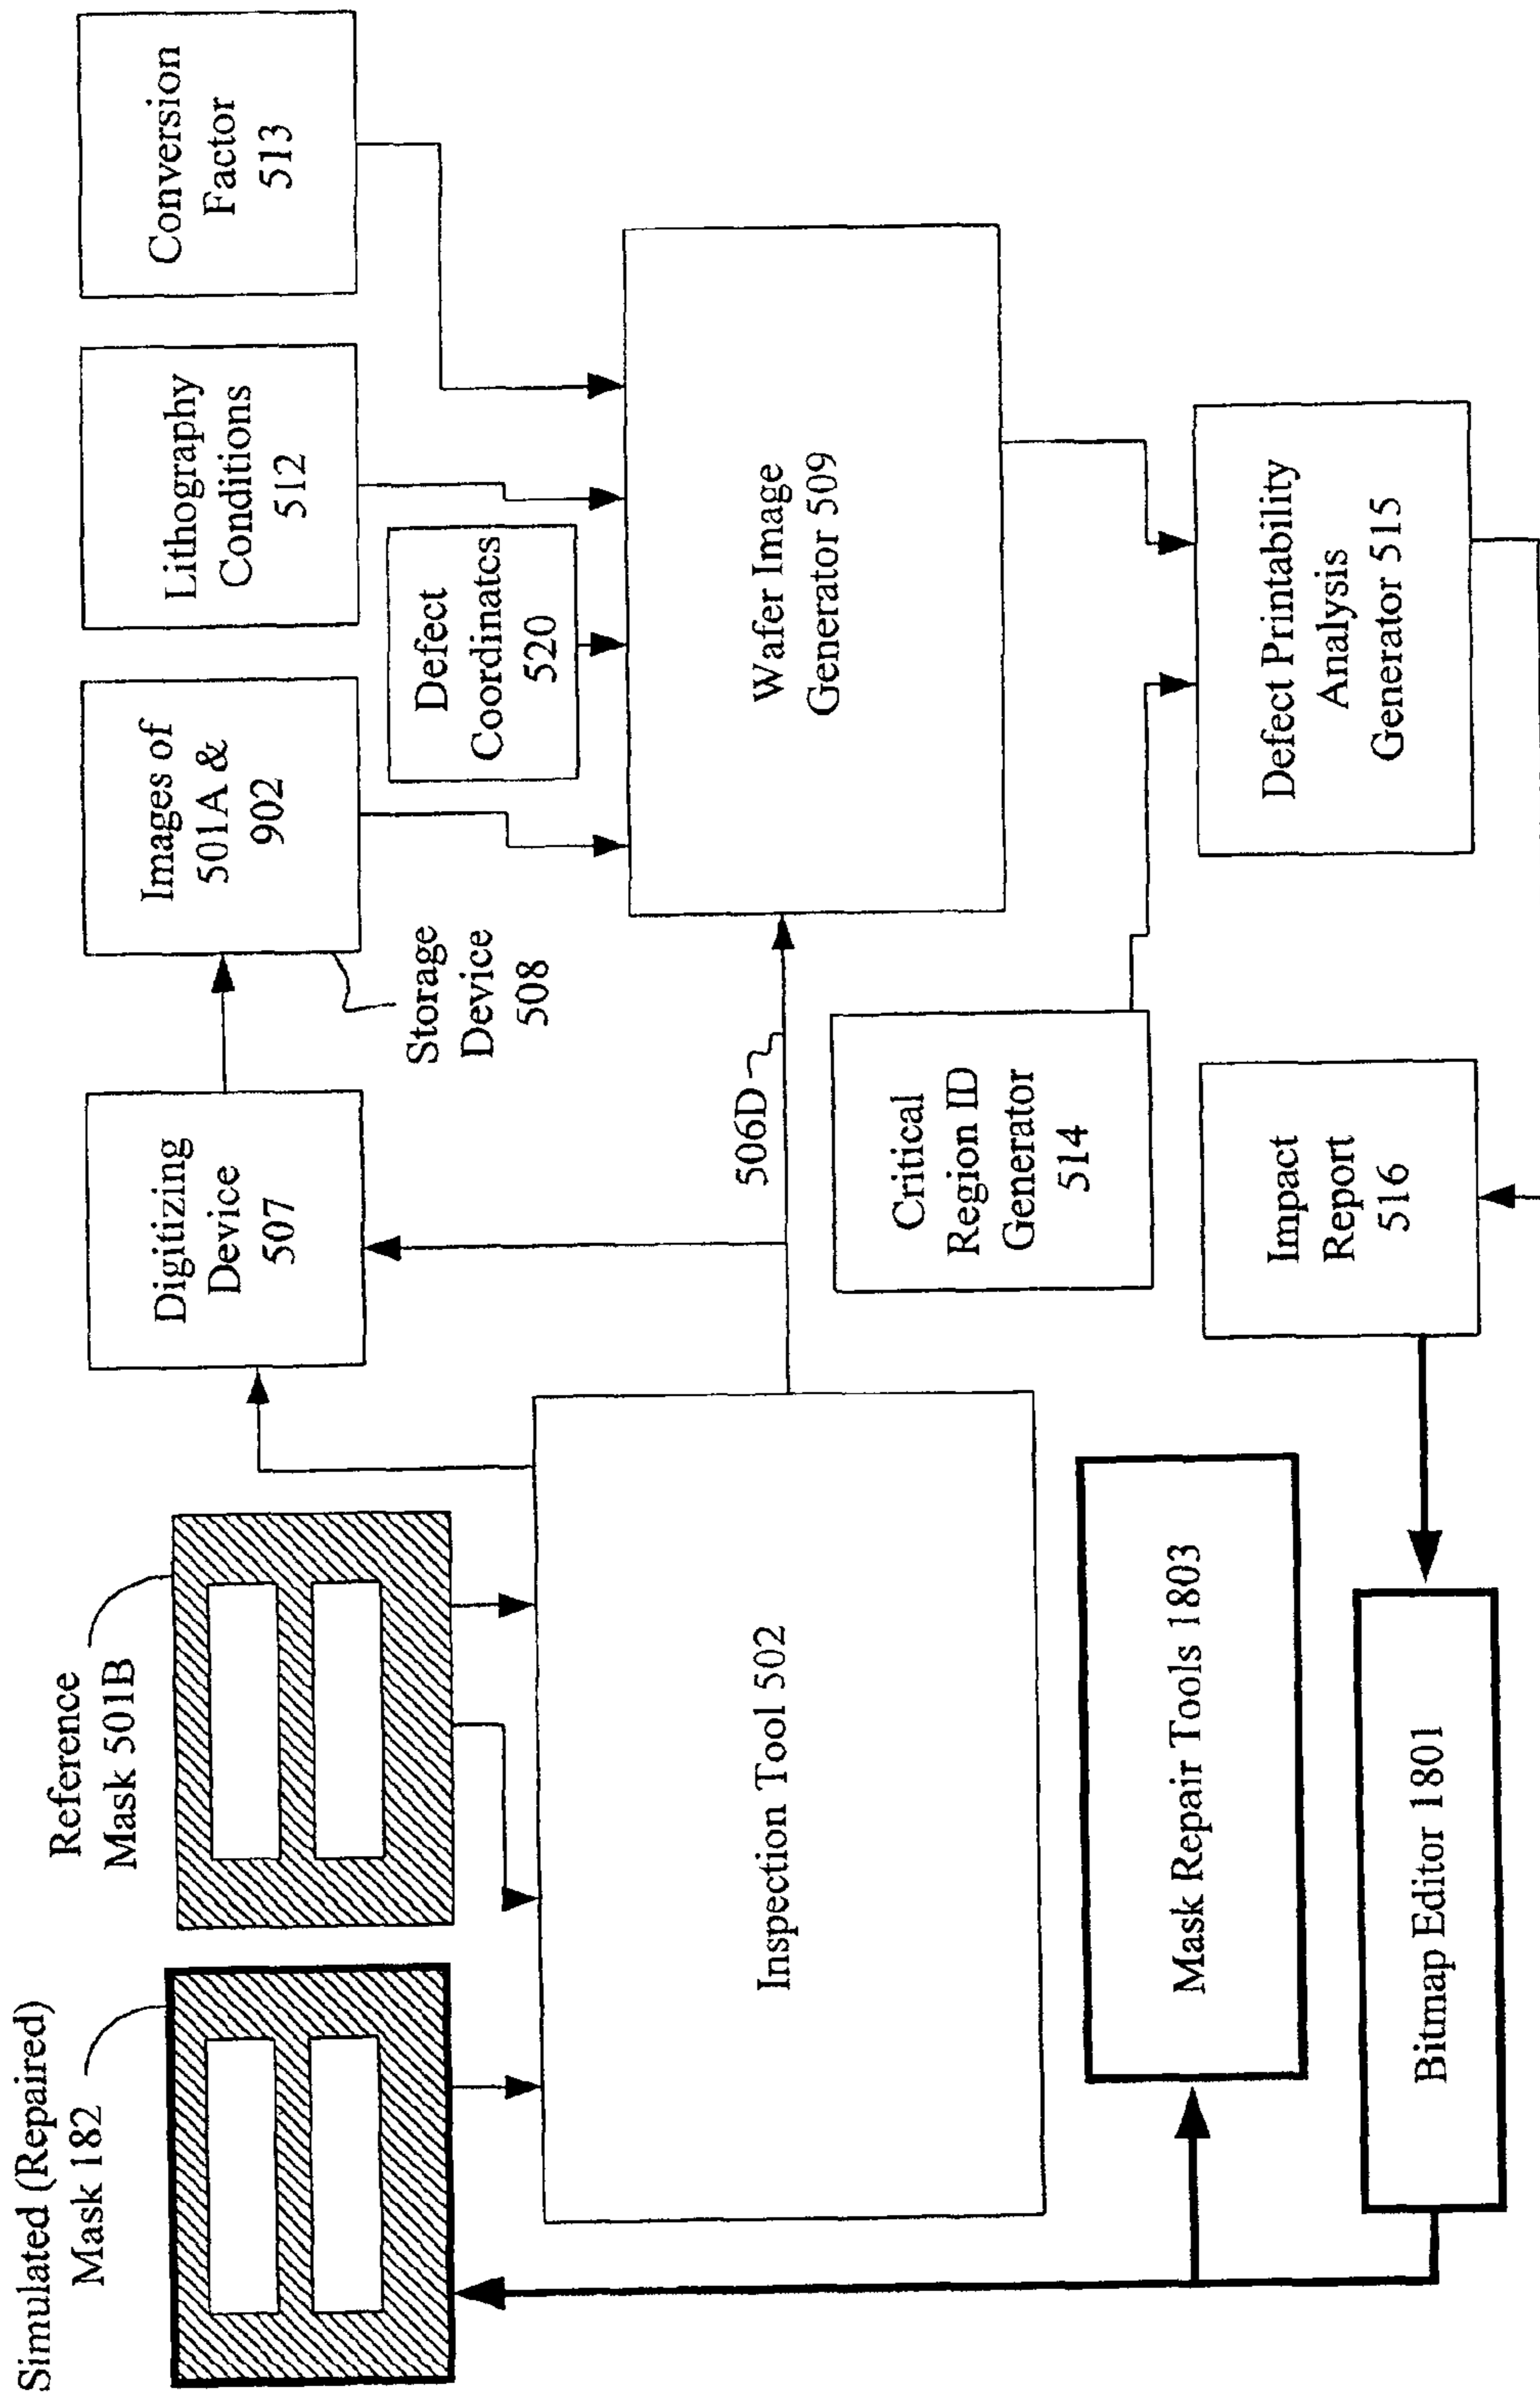 Simulated (Repaired)
Mask 182
Reference
Mask 501B
Digitizing
Device
507
Images of
501A &
902
Lithography
Conditions
512
Conversion
Factor
513
Storage
Device
508
Defect
Coordinates
520
Inspection Tool 502
506D
Wafer Image
Generator 509
Critical
Region ID
Generator
514
Mask Repair Tools 1803
Impact
Report
516
Defect Printability
Analysis
Generator 515
Bitmap Editor 1801